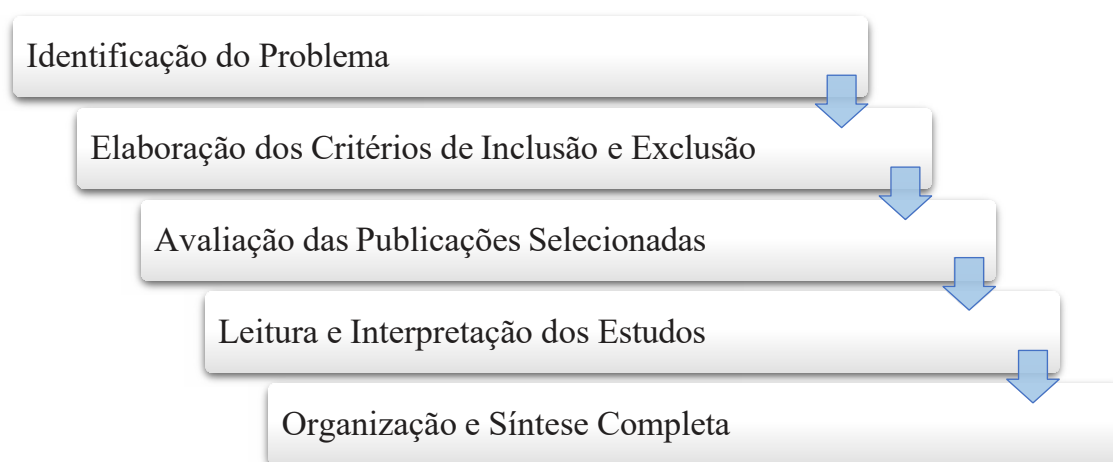 Identificação do Problema
Elaboração dos Critérios de Inclusão e Exclusão
Avaliação das Publicações Selecionadas
Leitura e Interpretação dos Estudos
Organização e Síntese Completa